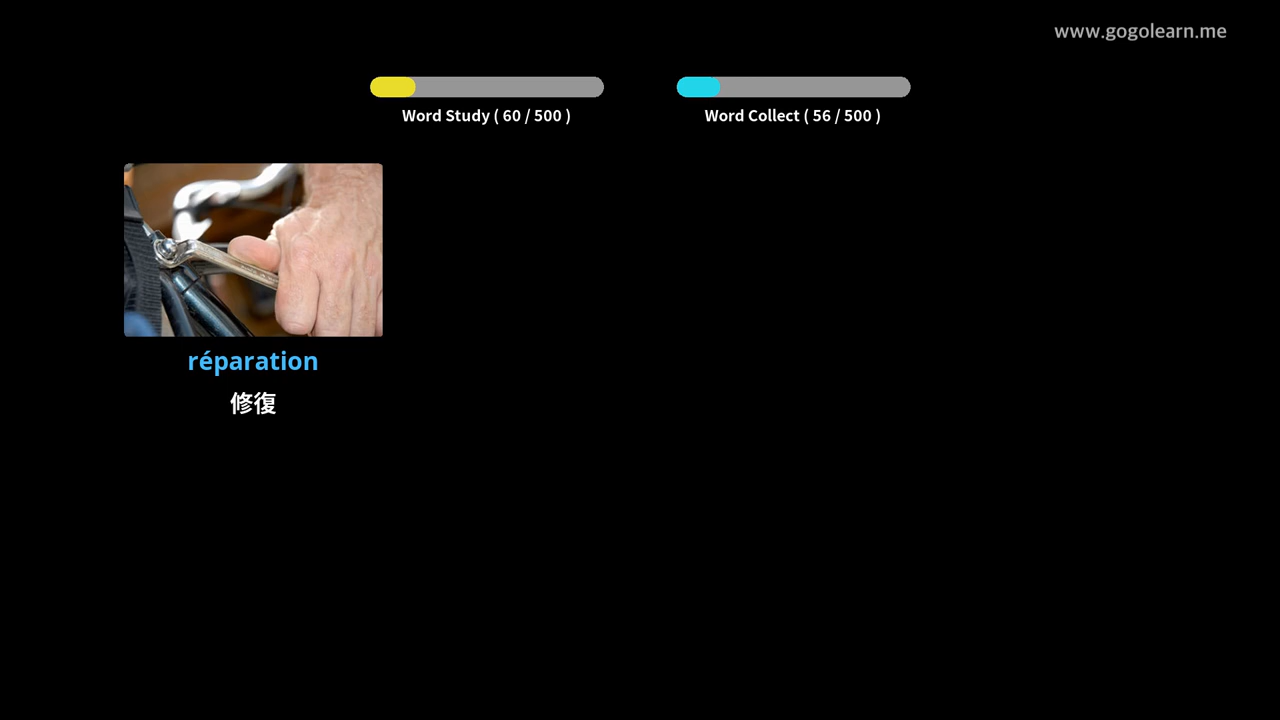 www.gogolearn.me
Word Study ( 60 / 500 )
Word Collect ( 56 / 500 )
réparation
修復